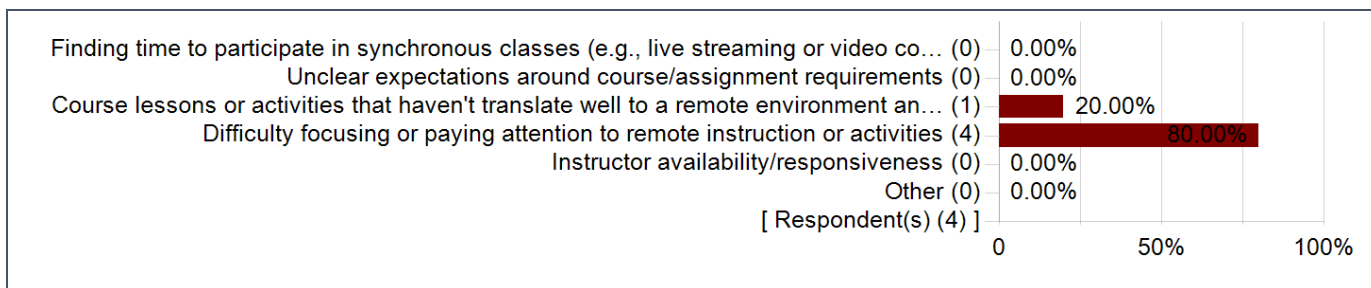 Finding time to participate in synchronous classes (e.g., live streaming or video co... (0) 0.00%
Unclear expectations around course/assignment requirements (0) 0.00%
Course lessons or activities that haven't translate well to a remote environment an... (1) 20.00%
Difficulty focusing or paying attention to remote instruction or activities (4) 80.00%
Instructor availability/responsiveness (0) 0.00%
Other (0) 0.00%
[ Respondent(s) (4) ]
0 50% 100%